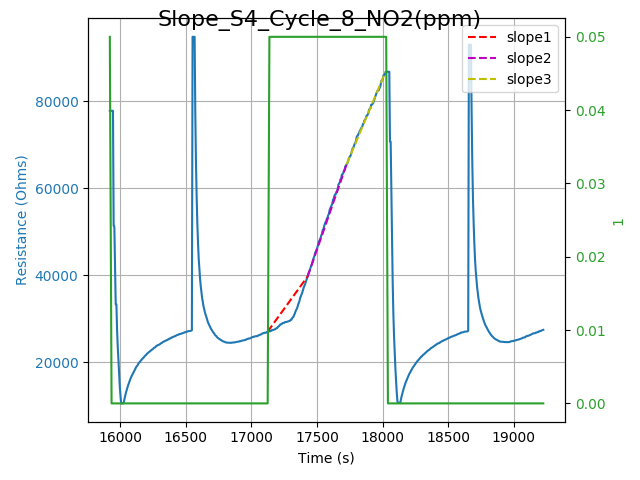 Slope_S4_Cycle_8_NO2(ppm)
slope1
slope2
slope3
80000
60000
40000
20000
Resistance (Ohms)
0.05
0.04
0.03
0.02
0.01
0.00
1
16000 16500 17000 17500 18000 18500 19000
Time (s)